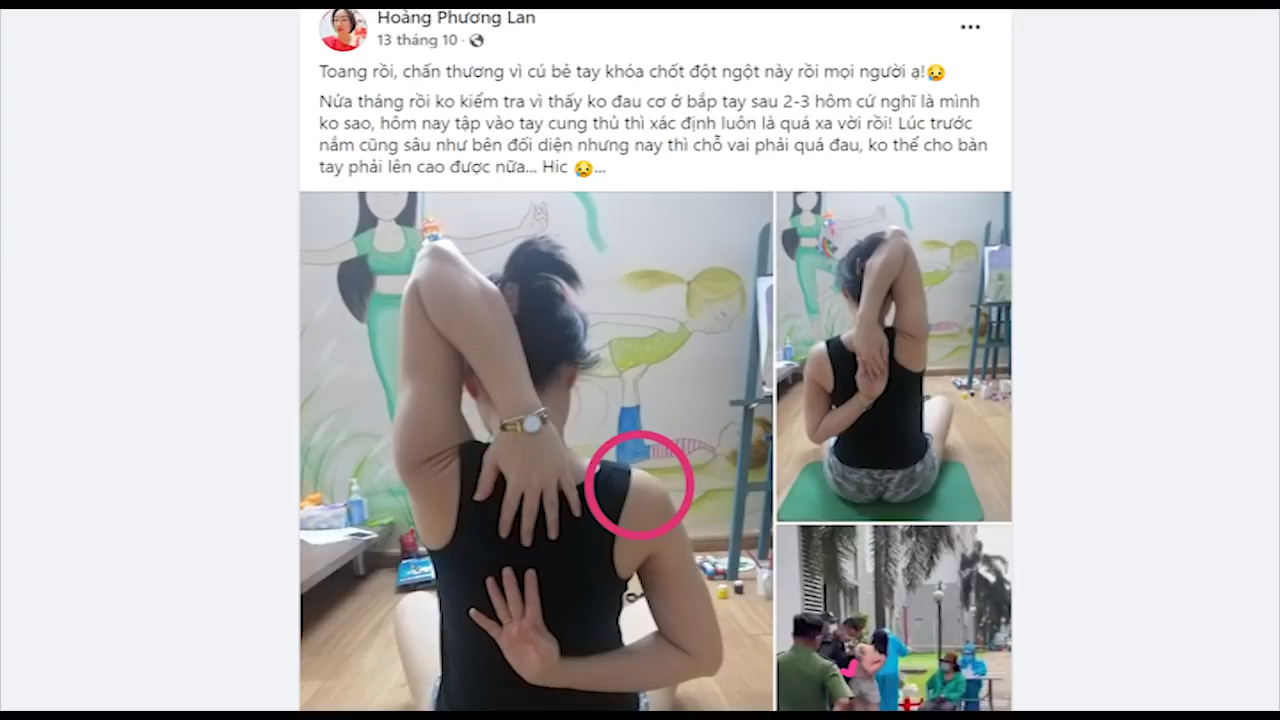 Hoàng Phương Lan
13 tháng 10 ·
Toang rồi, chấn thương vì cú bẻ tay khóa chốt đột ngột này rồi mọi người ạ!😥
Nửa tháng rồi ko kiểm tra vì thấy ko đau cơ ở bắp tay sau 2-3 hôm cứ nghĩ là mình
ko sao, hôm nay tập vào tay cung thủ thì xác định luôn là quá xa vời rồi! Lúc trước
nắm cũng sâu như bên đối diện nhưng nay thì chỗ vai phải quá đau, ko thể cho bàn
tay phải lên cao được nữa... Hic 😥...